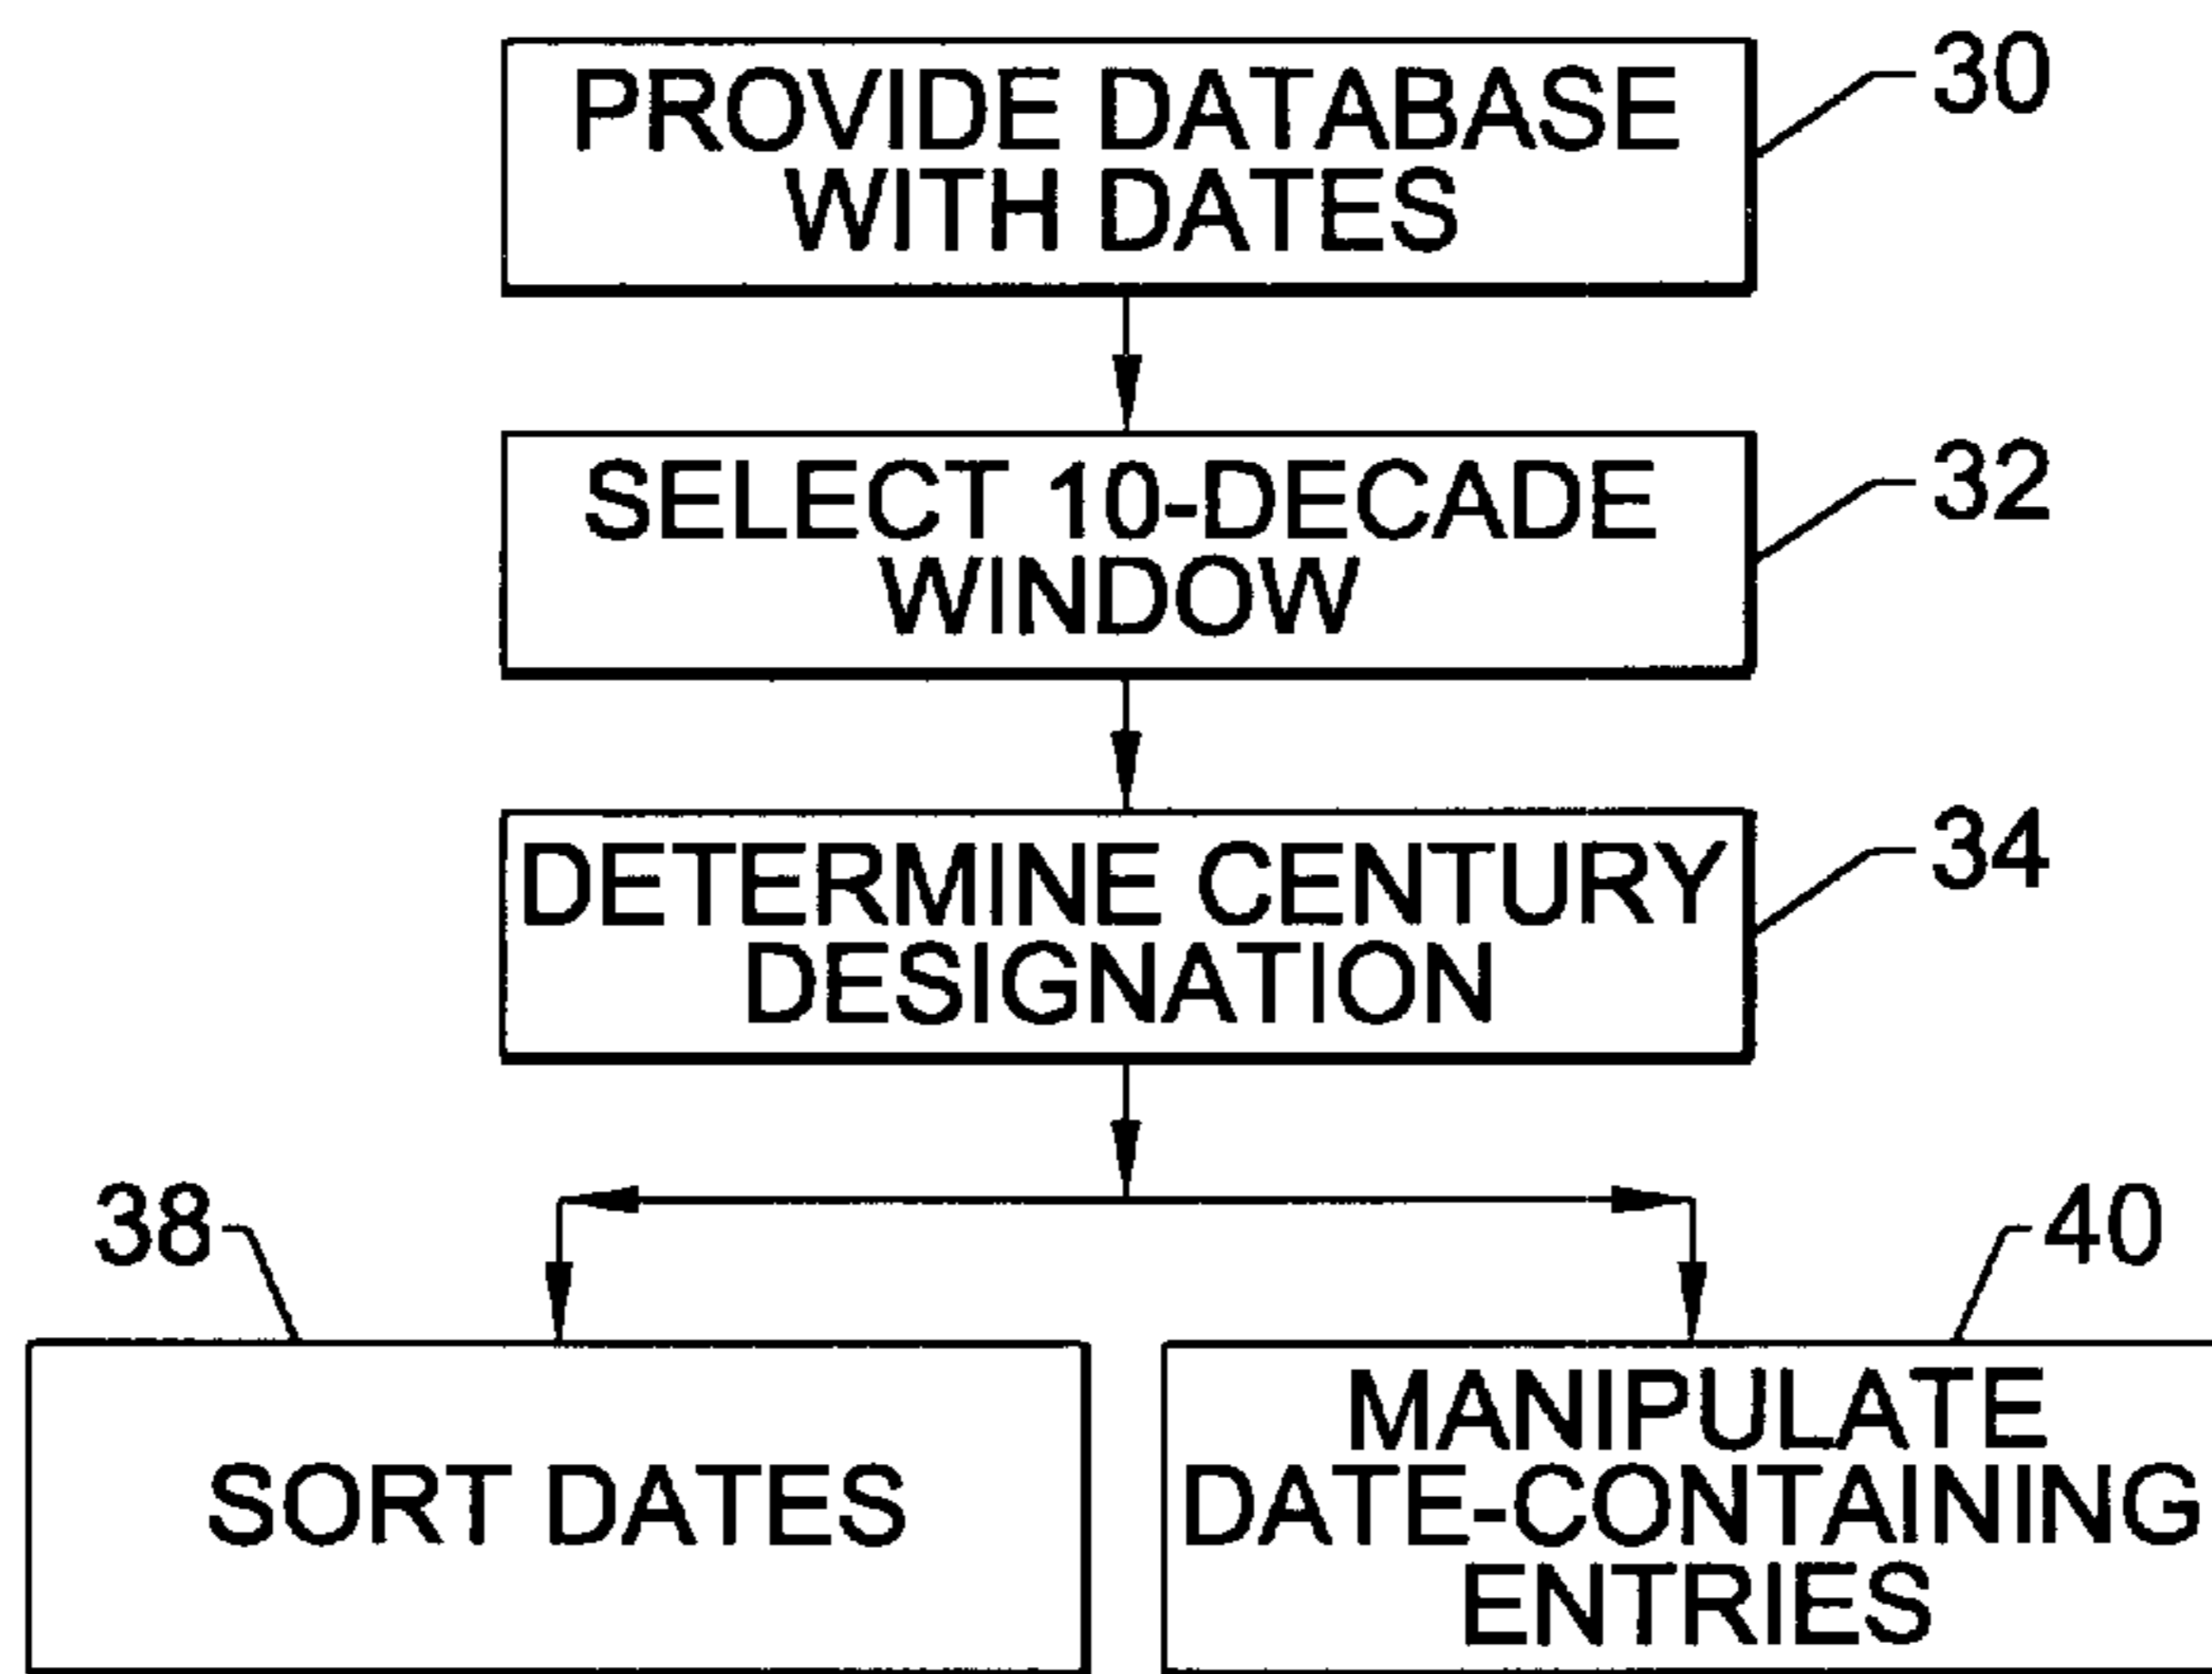 PROVIDE DATABASE
WITH DATES
30
SELECT 10-DECADE
WINDOW
32
DETERMINE CENTURY
DESIGNATION
34
38
SORT DATES
40
MANIPULATE
DATE-CONTAINING
ENTRIES